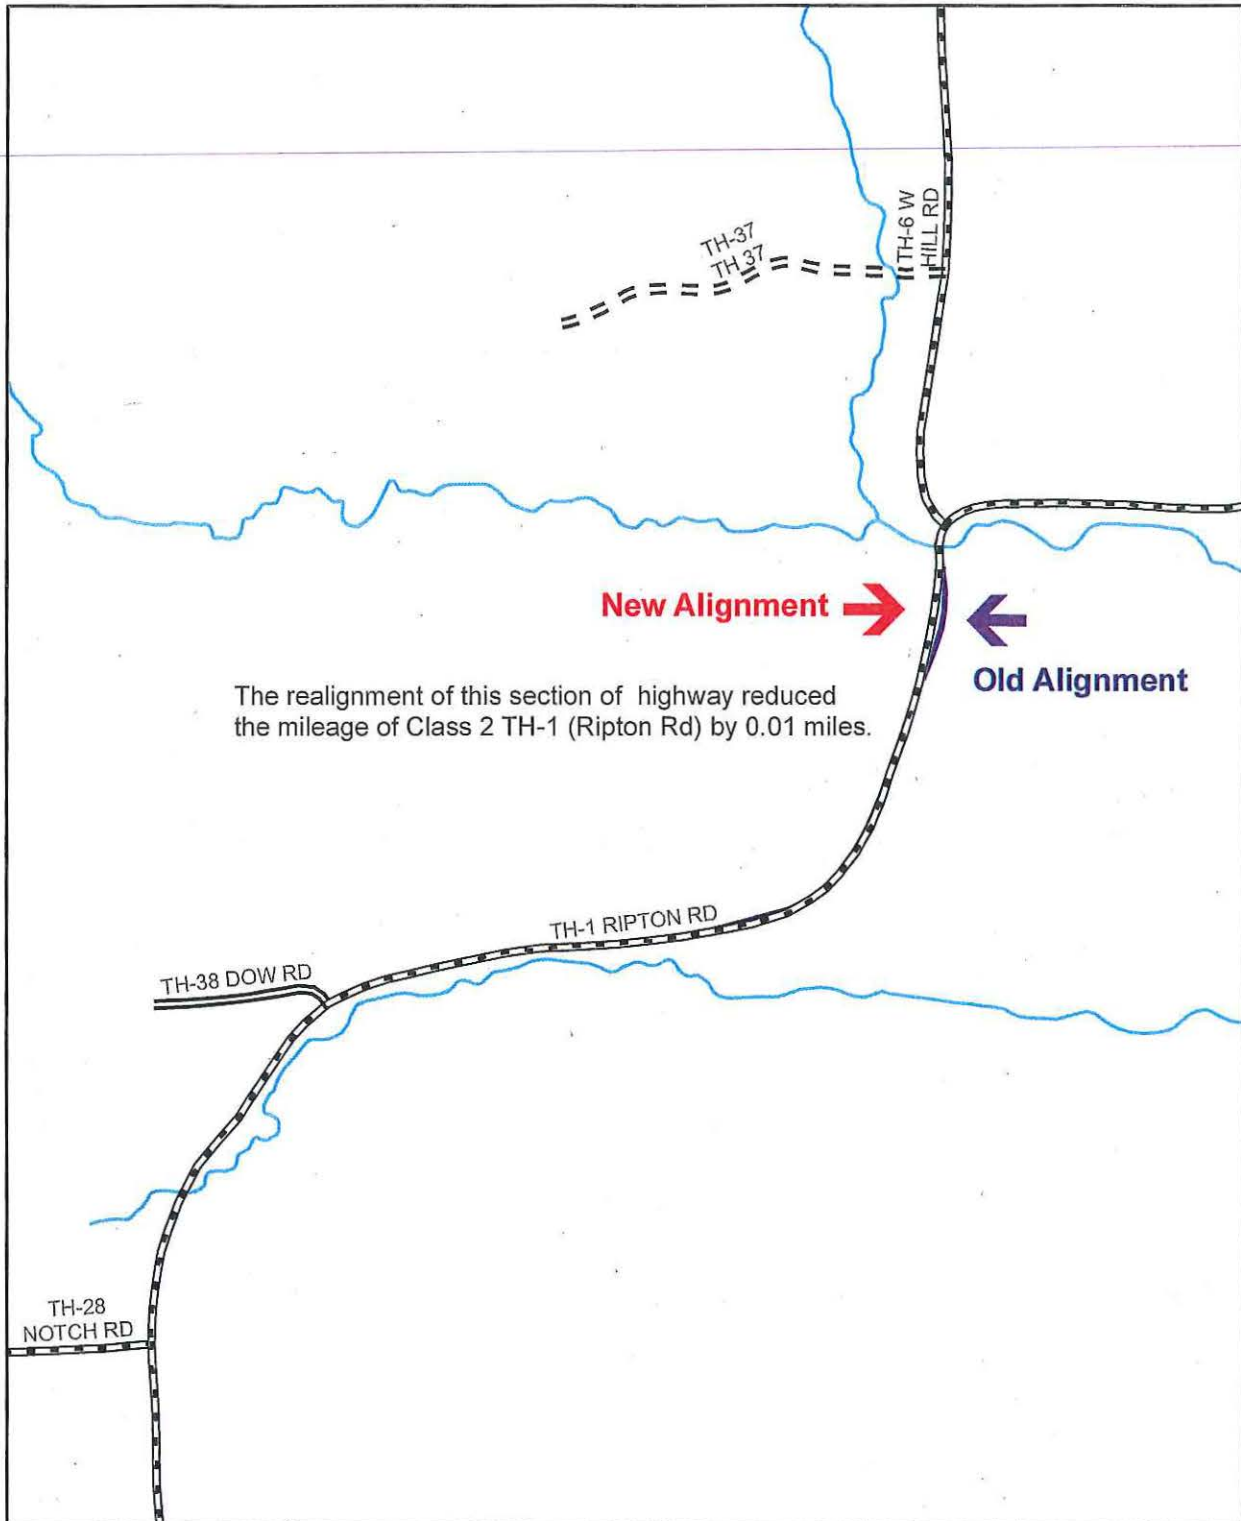 TH-6 W
HILL RD
TH-37
TH 37
New Alignment
Old Alignment
The realignment of this section of highway reduced
the mileage of Class 2 TH-1 (Ripton Rd) by 0.01 miles.
TH-1 RIPTON RD
TH-38 DOW RD
TH-28
NOTCH RD